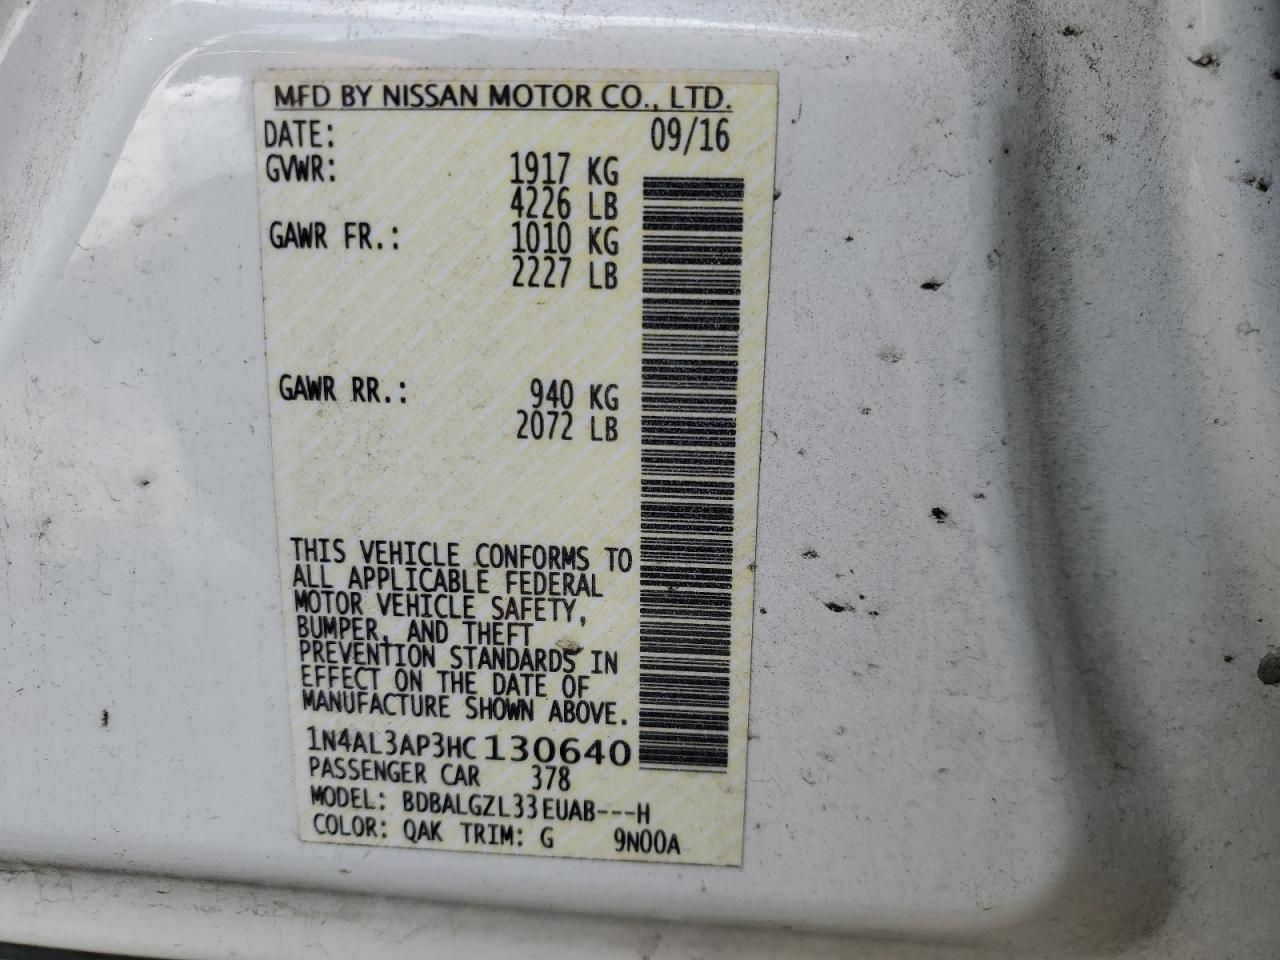 MFD BY NISSAN MOTOR CO., LTD.
DATE: 09/16
GVWR: 1917 KG
4226 LB
GAWR FR.: 1010 KG
2227 LB
GAWR RR.: 940 KG
2072 LB
THIS VEHICLE CONFORMS TO
ALL APPLICABLE FEDERAL
MOTOR VEHICLE SAFETY,
BUMPER, AND THEFT
PREVENTION STANDARDS IN
EFFECT ON THE DATE OF
MANUFACTURE SHOWN ABOVE.
1N4AL3AP3HC130640
PASSENGER CAR 378
MODEL: BDBALGZL33EUAB---H
COLOR: QAK TRIM: G 9N00A